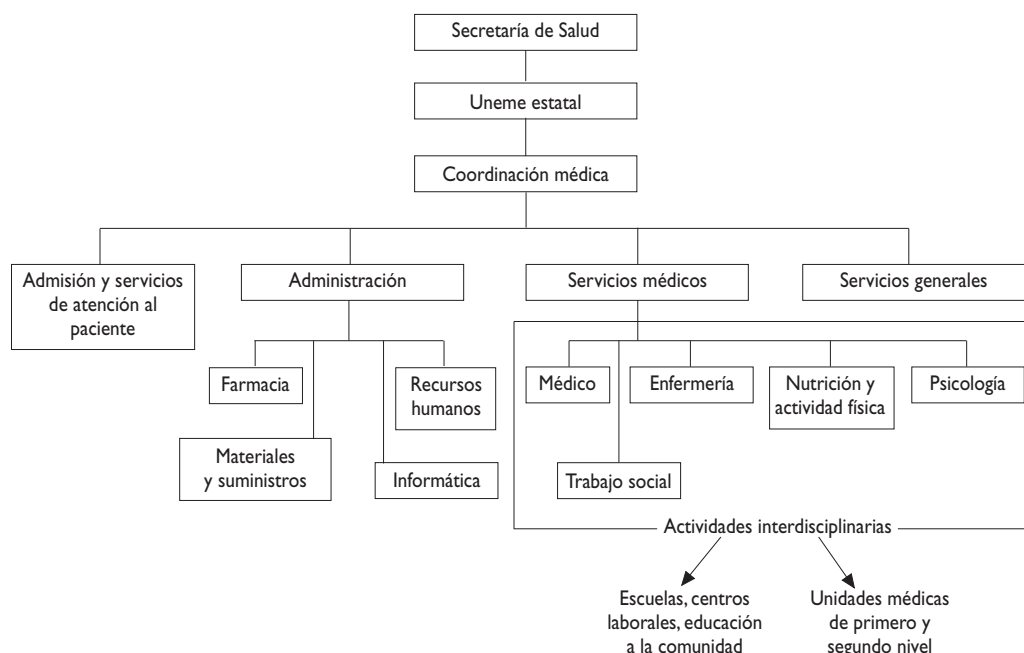 Secretaría de Salud
Uneme estatal
Coordinación médica
Admisión y servicios
de atención al
paciente
Administración
Servicios médicos
Servicios generales
Farmacia
Recursos
humanos
Materiales
y suministros
Informática
Médico
Enfermería
Nutrición y
actividad física
Psicología
Trabajo social
Actividades interdisciplinarias
Escuelas, centros
laborales, educación
a la comunidad
Unidades médicas
de primero y
segundo nivel